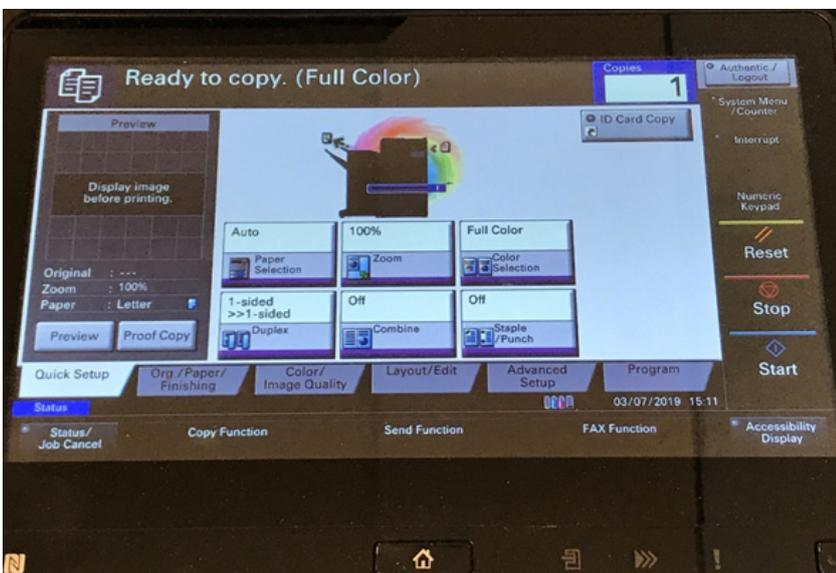 Ready to copy. (Full Color)
Copies
1
Authentic./
Logout
System Menu
/Counter
Interrupt
Numeric
Keypad
Reset
Stop
Start
Preview
Display image
before printing.
Original : ---
Zoom : 100%
Paper : Letter
Preview
Proof Copy
ID Card Copy
Auto
Paper
Selection
100%
Zoom
Full Color
Color
Selection
1-sided
>>1-sided
Duplex
Off
Combine
Off
Staple
/Punch
Quick Setup
Org./Paper/
Finishing
Color/
Image Quality
Layout/Edit
Advanced
Setup
Program
Status
03/07/2019 15:11
Status/
Job Cancel
Copy Function
Send Function
FAX Function
Accessibility
Display
N